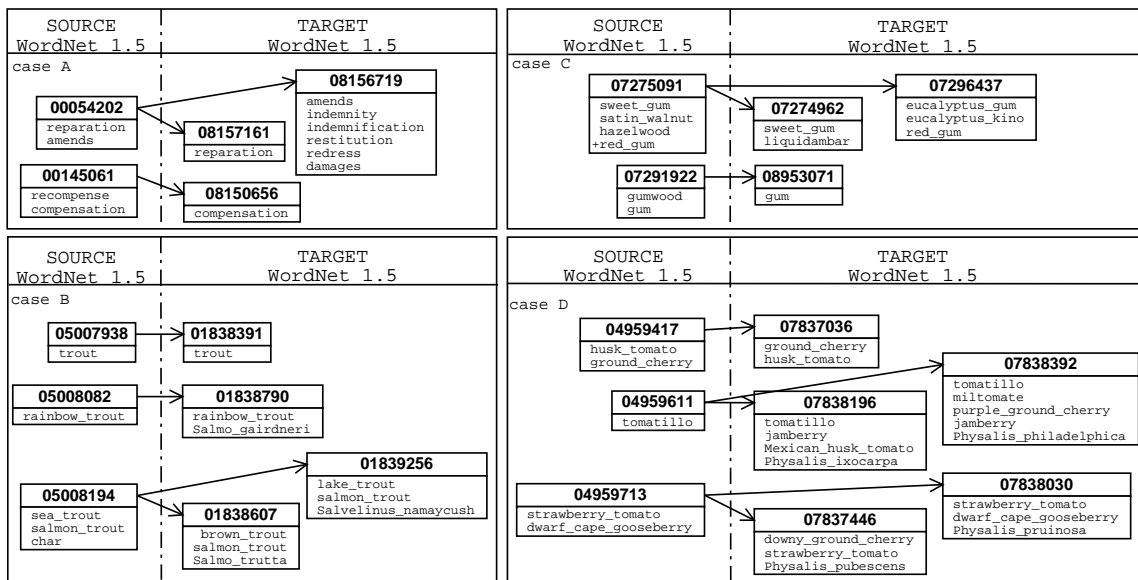 SOURCE TARGET
WordNet 1.5 WordNet 1.5
case A
00054202
reparation
amends
08156719
amends
indemnity
indemnification
restitution
redress
damages
08157161
reparation
00145061
recompense
compensation
08150656
compensation
SOURCE TARGET
WordNet 1.5 WordNet 1.5
case C
07275091
sweet_gum
satin_walnut
hazelwood
+red_gum
07274962
sweet_gum
liquidambar
07296437
eucalyptus_gum
eucalyptus_kino
red_gum
07291922
gumwood
gum
08953071
gum
SOURCE TARGET
WordNet 1.5 WordNet 1.5
case B
05007938
trout
01838391
trout
05008082
rainbow_trout
01838790
rainbow_trout
Salmo_gairdneri
05008194
sea_trout
salmon_trout
char
01839256
lake_trout
salmon_trout
Salvelinus_namaycush
01838607
brown_trout
salmon_trout
Salmo_trutta
SOURCE TARGET
WordNet 1.5 WordNet 1.5
case D
04959417
husk_tomato
ground_cherry
07837036
ground_cherry
husk_tomato
04959611
tomatillo
07838392
tomatillo
miltomate
purple_ground_cherry
jamberry
Physalis_philadelphica
07838196
tomatillo
jamberry
Mexican_husk_tomato
Physalis_ixocarpa
04959713
strawberry_tomato
dwarf_cape_gooseberry
07838030
strawberry_tomato
dwarf_cape_gooseberry
Physalis_pruinosa
07837446
downy_ground_cherry
strawberry_tomato
Physalis_pubescens